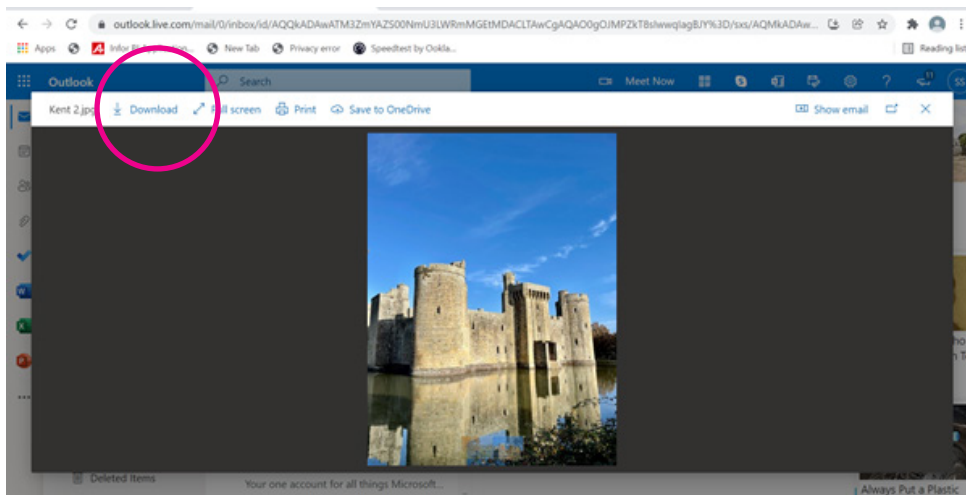 outlook.live.com/mail/0/inbox/id/AQQkADAwATM3ZmYAZS00NmU3LWRmMGEtMDACLTAwCgAQAO0gOJMPZkT8slwwqlagBJY%3D/sxs/AQMkADAw...
Apps
New Tab
Privacy error
Speedtest by Ookla...
Reading list
Outlook
Search
Meet Now
SS
Kent 2.jpg
Download
Full screen
Print
Save to OneDrive
Show email
Deleted Items
Your one account for all things Microsoft...
Always Put a Plastic